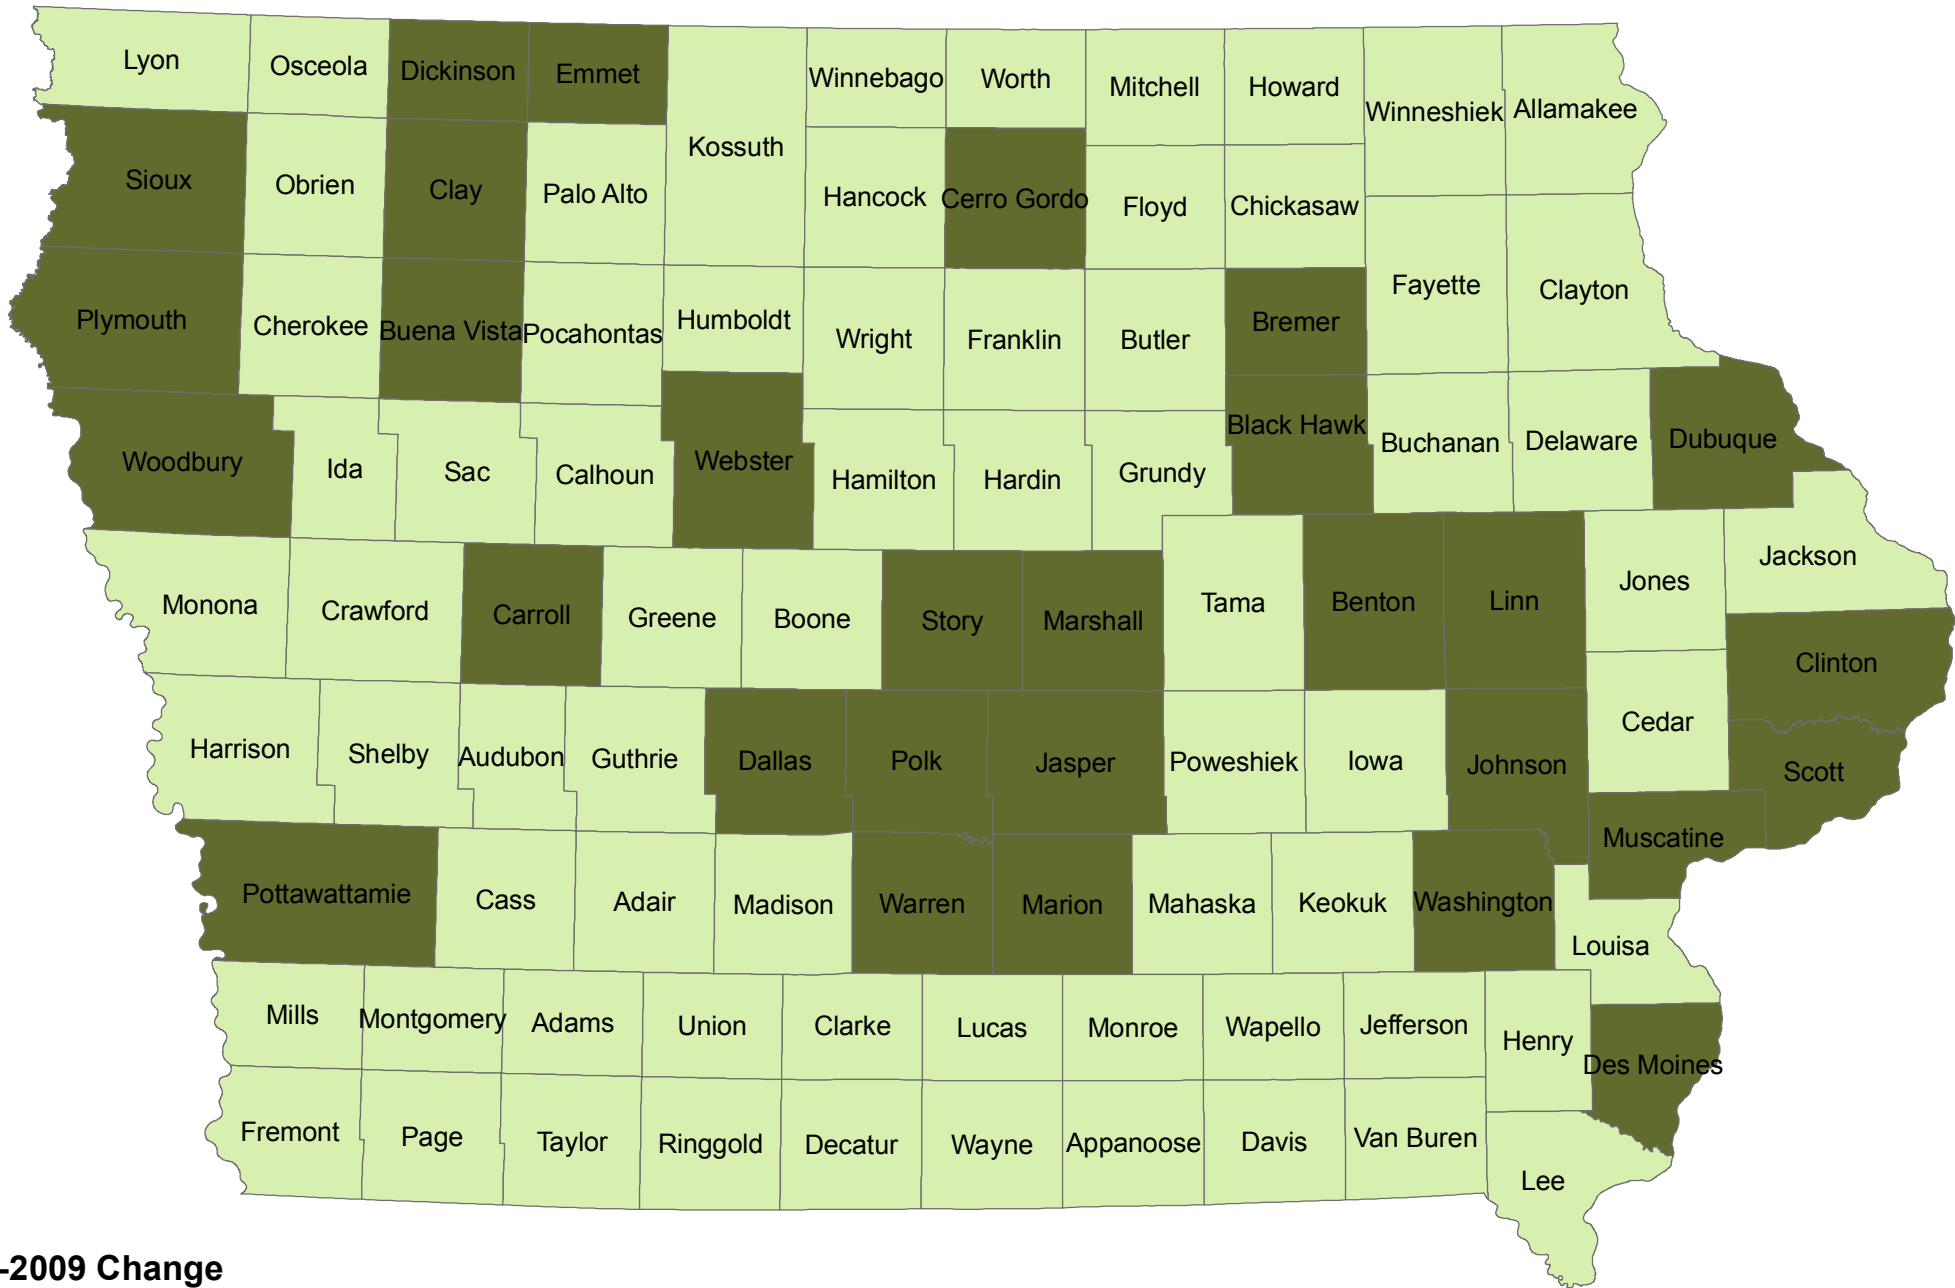 Lyon
Osceola
Dickinson
Emmet
Kossuth
Winnebago
Worth
Mitchell
Howard
Winneshiek
Allamakee
Sioux
Obrien
Clay
Palo Alto
Hancock
Cerro Gordo
Floyd
Chickasaw
Fayette
Clayton
Plymouth
Cherokee
Buena Vista
Pocahontas
Humboldt
Wright
Franklin
Butler
Bremer
Woodbury
Ida
Sac
Calhoun
Webster
Hamilton
Hardin
Grundy
Black Hawk
Buchanan
Delaware
Dubuque
Monona
Crawford
Carroll
Greene
Boone
Story
Marshall
Tama
Benton
Linn
Jones
Jackson
Clinton
Harrison
Shelby
Audubon
Guthrie
Dallas
Polk
Jasper
Poweshiek
Iowa
Johnson
Cedar
Scott
Muscatine
Pottawattamie
Cass
Adair
Madison
Warren
Marion
Mahaska
Keokuk
Washington
Louisa
Mills
Montgomery
Adams
Union
Clarke
Lucas
Monroe
Wapello
Jefferson
Henry
Des Moines
Fremont
Page
Taylor
Ringgold
Decatur
Wayne
Appanoose
Davis
Van Buren
Lee
-2009 Change